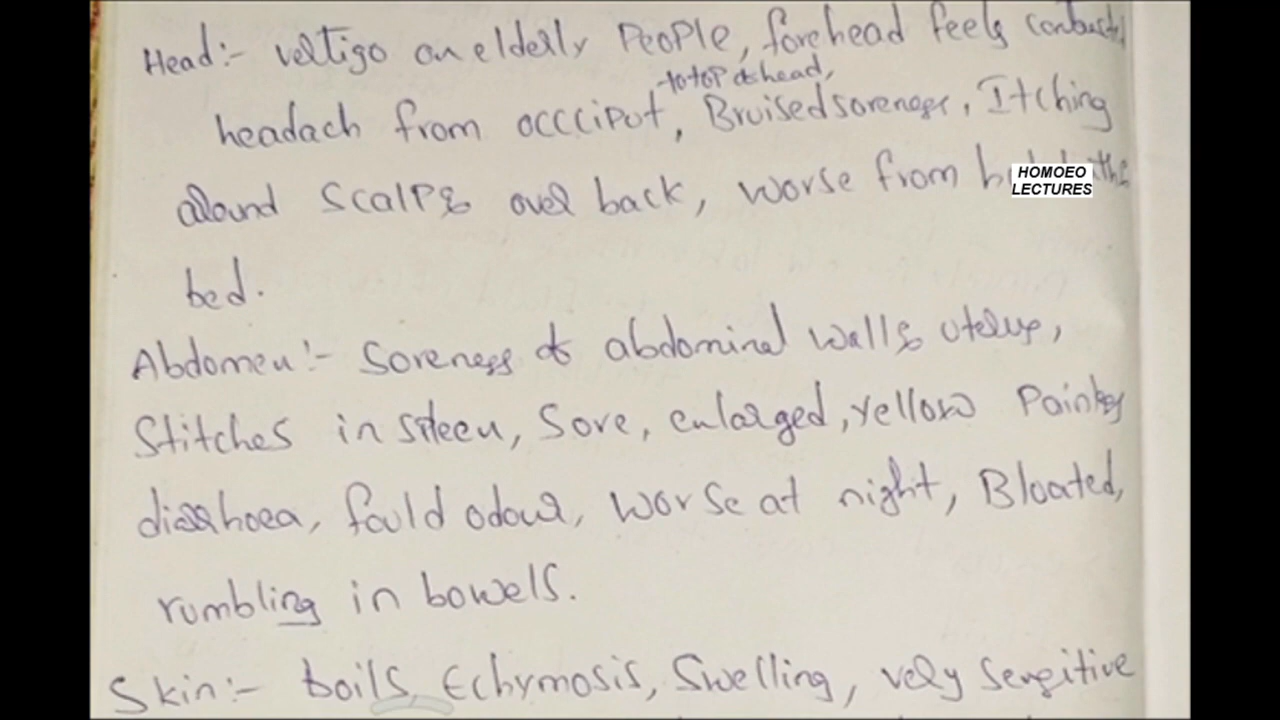 Head:- vertigo on elderly People, forehead feels
-to top of head,
headach from occciput, Bruised soreness, Itching
around scalp & over back, worse from
HOMOEO
LECTURES
bed.
Abdomen:- Soreness of abdominal wall & uterus,
Stitches in spleen, Sore, enlarged, yellow Painless
diarrhoea, fould odour, worse at night, Bloated,
rumbling in bowels.
Skin:- boils, Echymosis, Swelling, very sensitive